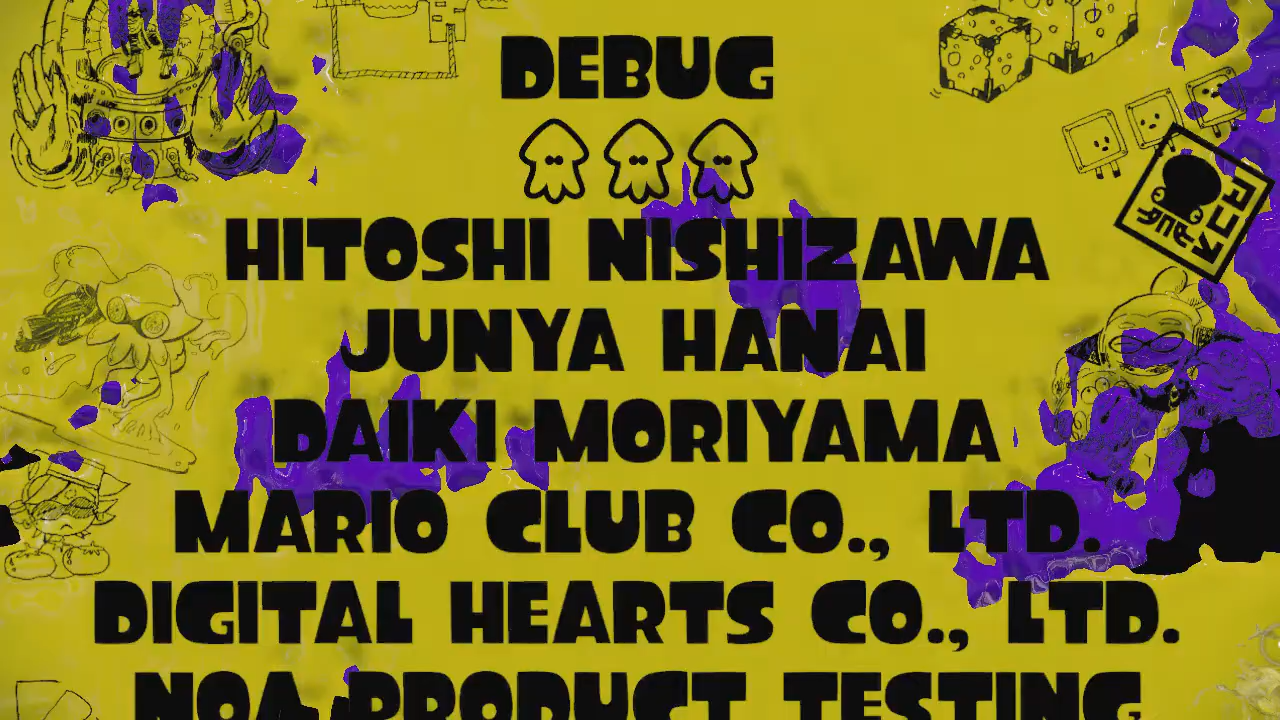 DEBUG
HITOSHI NISHIZAWA
JUNYA HANAI
DAIKI MORIYAMA
MARIO CLUB CO., LTD.
DIGITAL HEARTS CO., LTD.
NOA PRODUCT TESTING